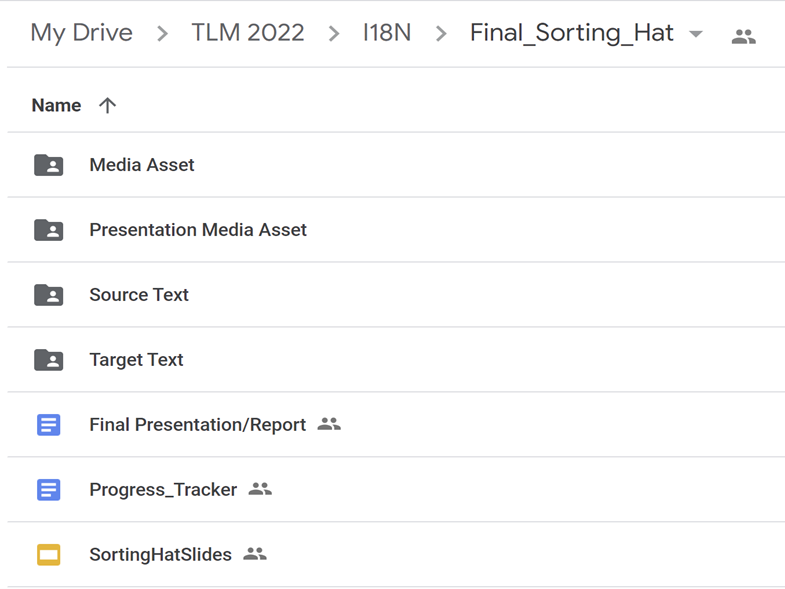 My Drive > TLM 2022 > I18N > Final_Sorting_Hat
Name
Media Asset
Presentation Media Asset
Source Text
Target Text
Final Presentation/Report
Progress_Tracker
SortingHatSlides